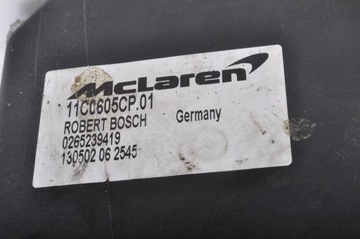 McLaren
11C0605CP.01
ROBERT BOSCH Germany
0265239419
130502 06 2545